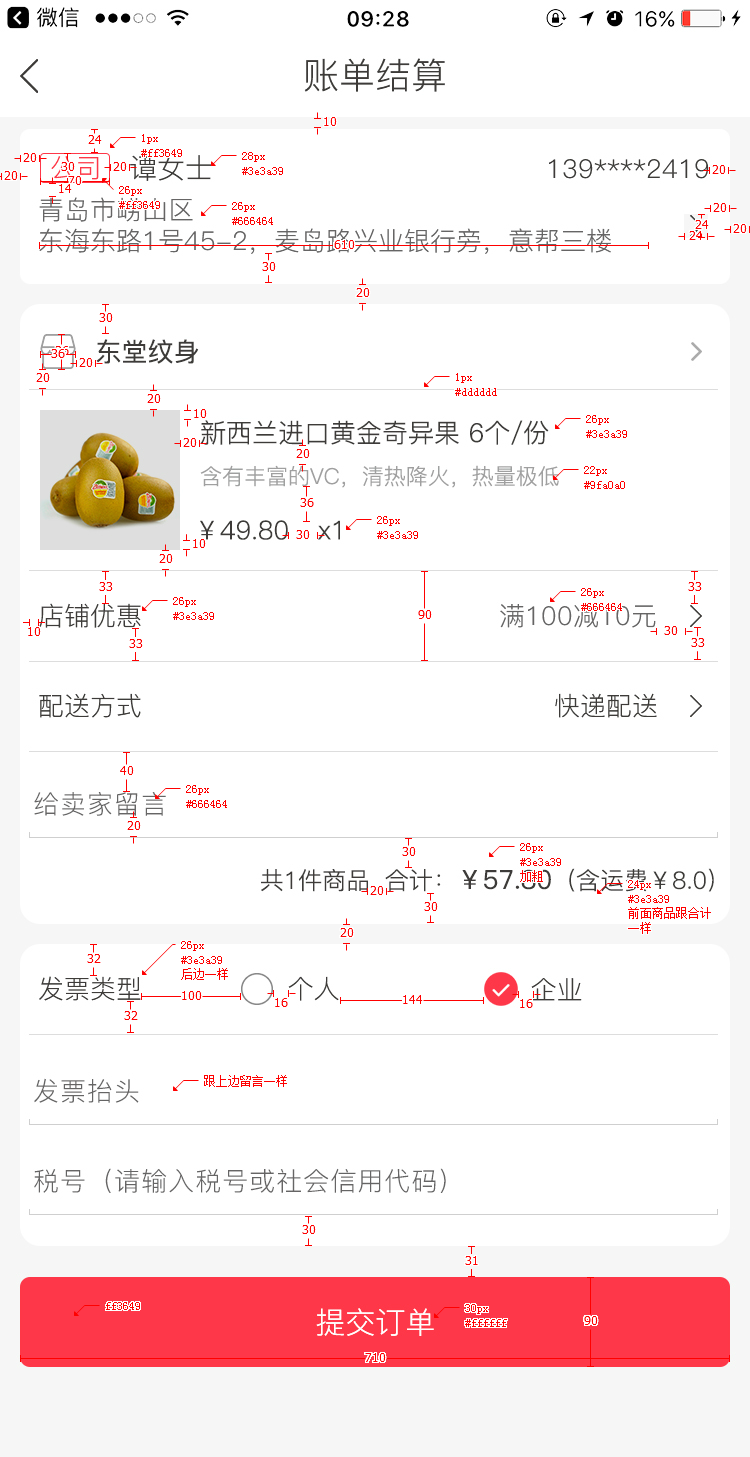 微信 09:28 16%
账单结算
10
24 1px
#ff3649
20 公司 30 20 谭女士 26px 139****2419 20
20 70 #3e3a39
14 26px
#ff3649
青岛市崂山区 26px 20
#666464 24 20
东海东路1号45-2，麦岛路兴业银行旁，意帮三楼 610 24
30
20
30
36 20 东堂纹身
20 1px
#dddddd
20
10
20 新西兰进口黄金奇异果 6个/份 26px
#3e3a39
20
含有丰富的VC，清热降火，热量极低 22px
#9fa0a0
36
￥49.80 30 x1 26px
#3e3a39
10
20
33 33
店铺优惠 26px 90 满100减10元 26px
#3e3a39 #666464
10 33 30 33
配送方式 快递配送
40
给卖家留言 26px
#666464
20
30 26px
#3e3a39
加粗
共1件商品 20 合计：￥57.80（含运费￥8.0）
24px
#3e3a39
前面商品跟合计
一样
30
20
32 26px
#3e3a39
后边一样
发票类型 100 16 个人 144 16 企业
32
发票抬头 跟上边留言一样
税号（请输入税号或社会信用代码）
30
31
ff3649 提交订单 30px
#ffffff 90
710